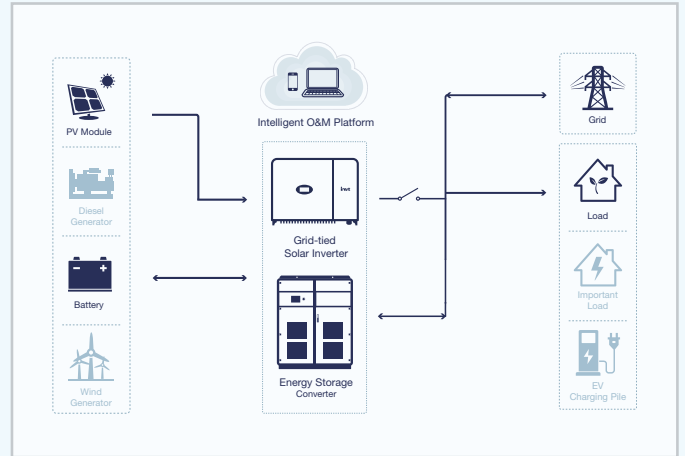 PV Module
Diesel
Generator
Battery
Wind
Generator
Intelligent O&M Platform
invt
Grid-tied
Solar Inverter
Energy Storage
Converter
Grid
Load
Important
Load
EV
Charging Pile